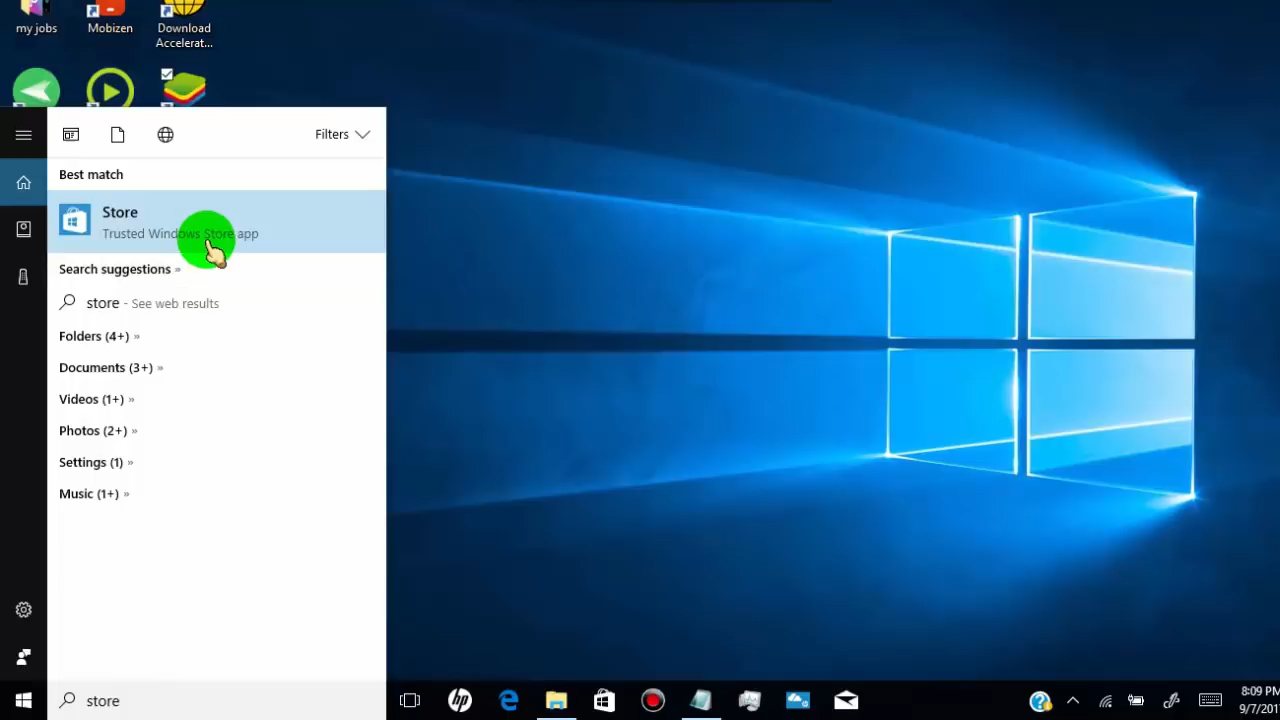 my jobs
Mobizen
Download
Accelerat...
Filters
Best match
Store
Trusted Windows Store app
Search suggestions »
store - See web results
Folders (4+) »
Documents (3+) »
Videos (1+) »
Photos (2+) »
Settings (1) »
Music (1+) »
store
hp
8:09 PM
9/7/201